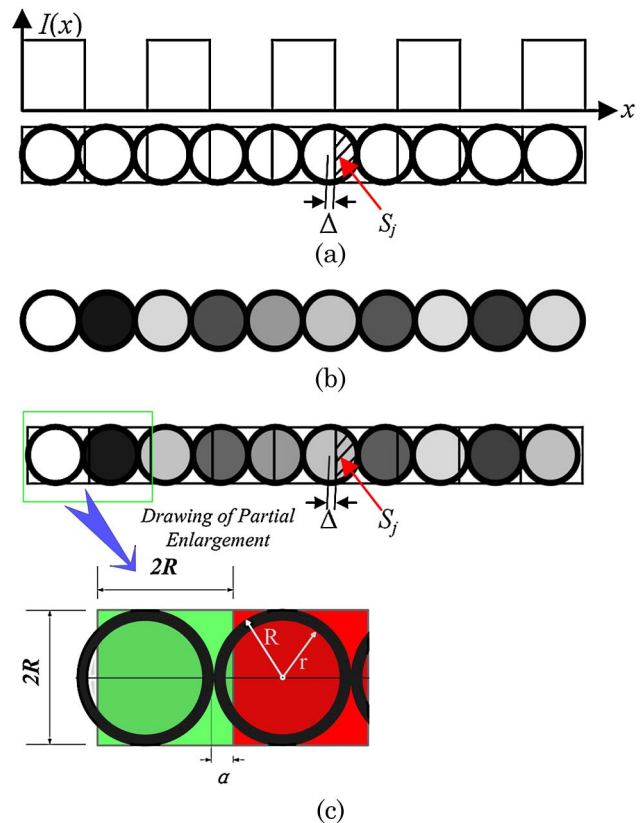 I(x)
x
Δ
S_j
(a)
(b)
Drawing of Partial
Enlargement
Δ
S_j
2R
2R
R
r
a
(c)